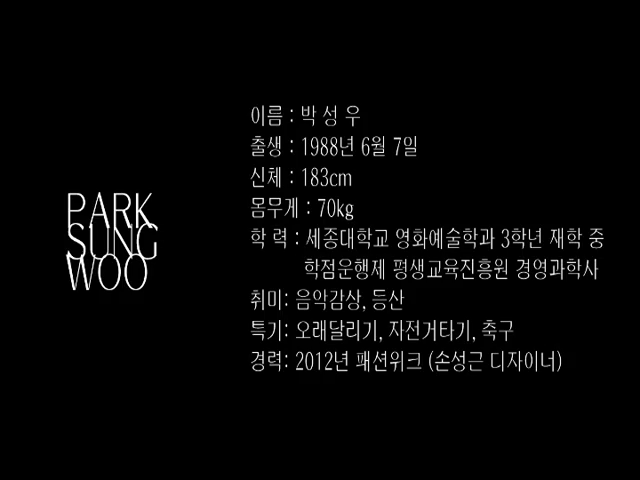 PARK
SUNG
WOO
이름 : 박 성 우
출생 : 1988년 6월 7일
신체 : 183cm
몸무게 : 70kg
학 력 : 세종대학교 영화예술학과 3학년 재학 중
학점운행제 평생교육진흥원 경영과학사
취미: 음악감상, 등산
특기: 오래달리기, 자전거타기, 축구
경력: 2012년 패션위크 (손성근 디자이너)